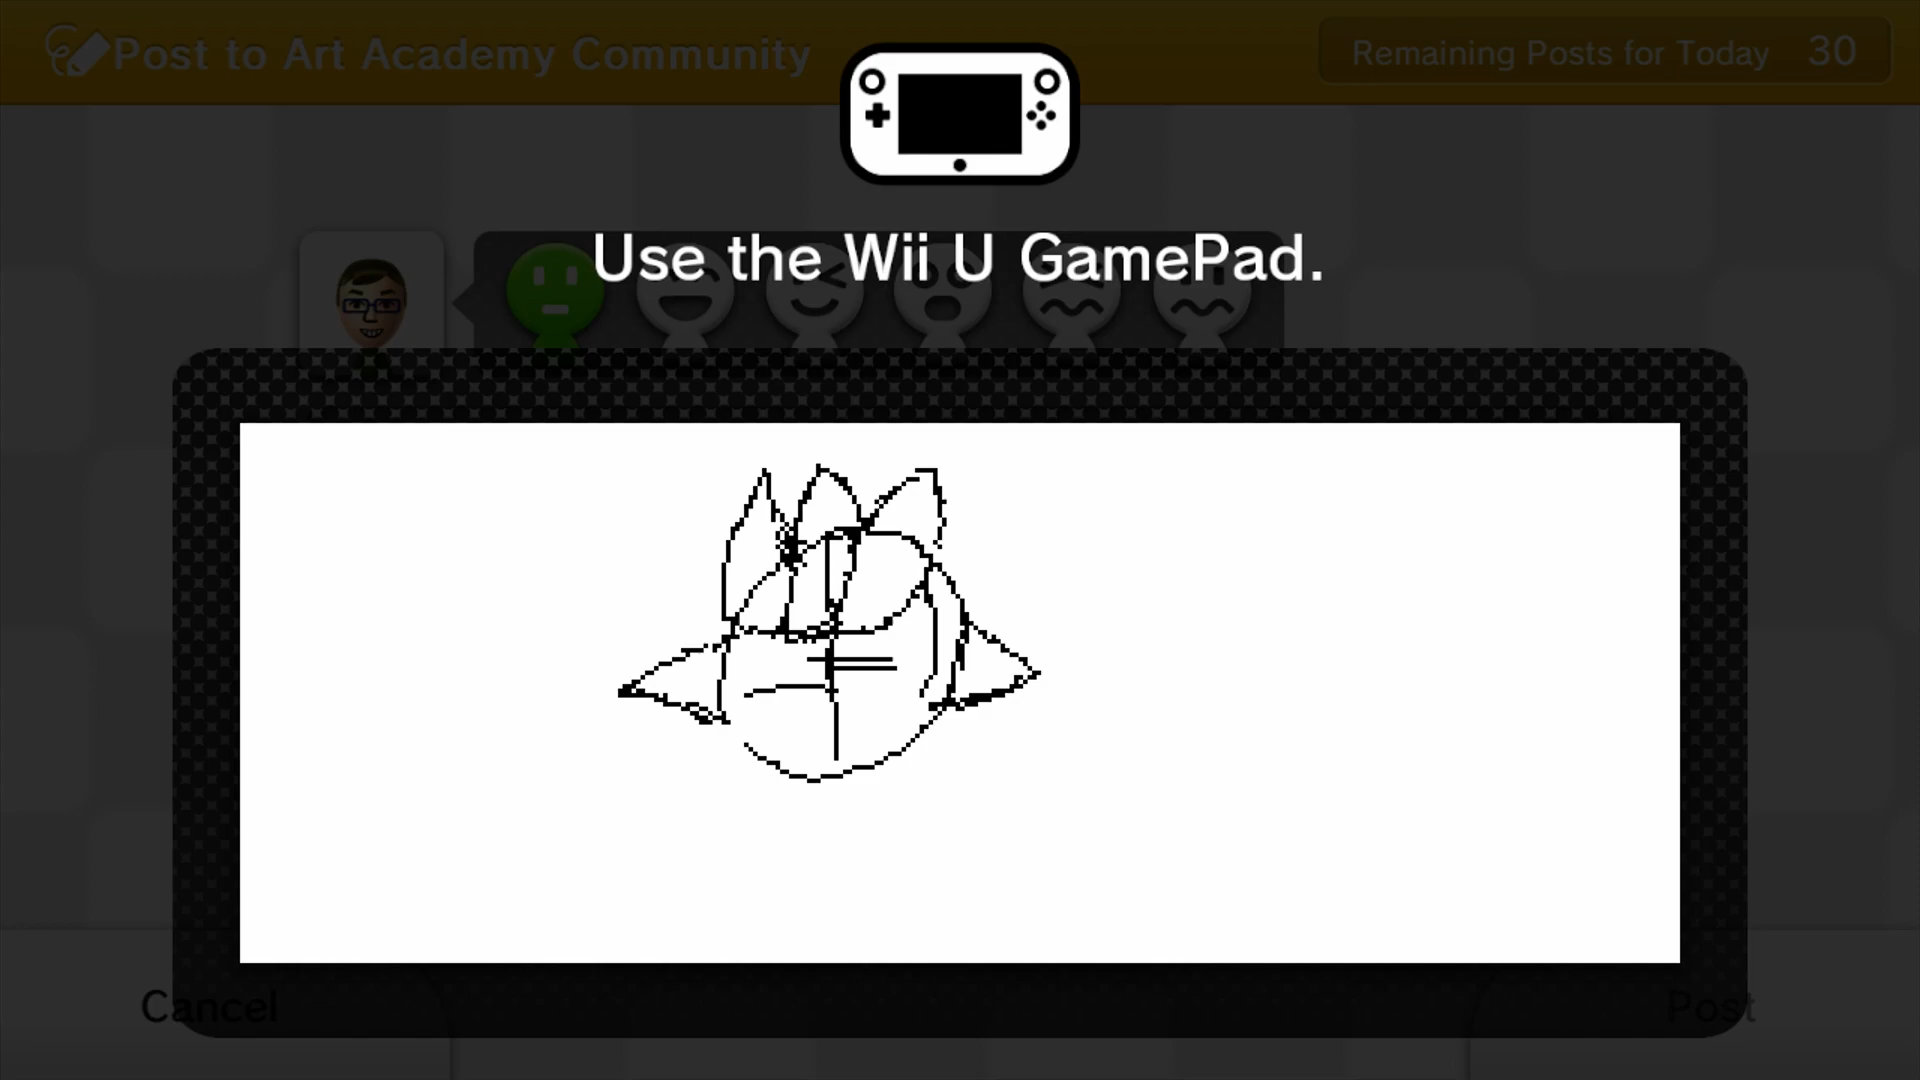 Post to Art Academy Community
Remaining Posts for Today 30
Use the Wii U GamePad.
Cancel
Post